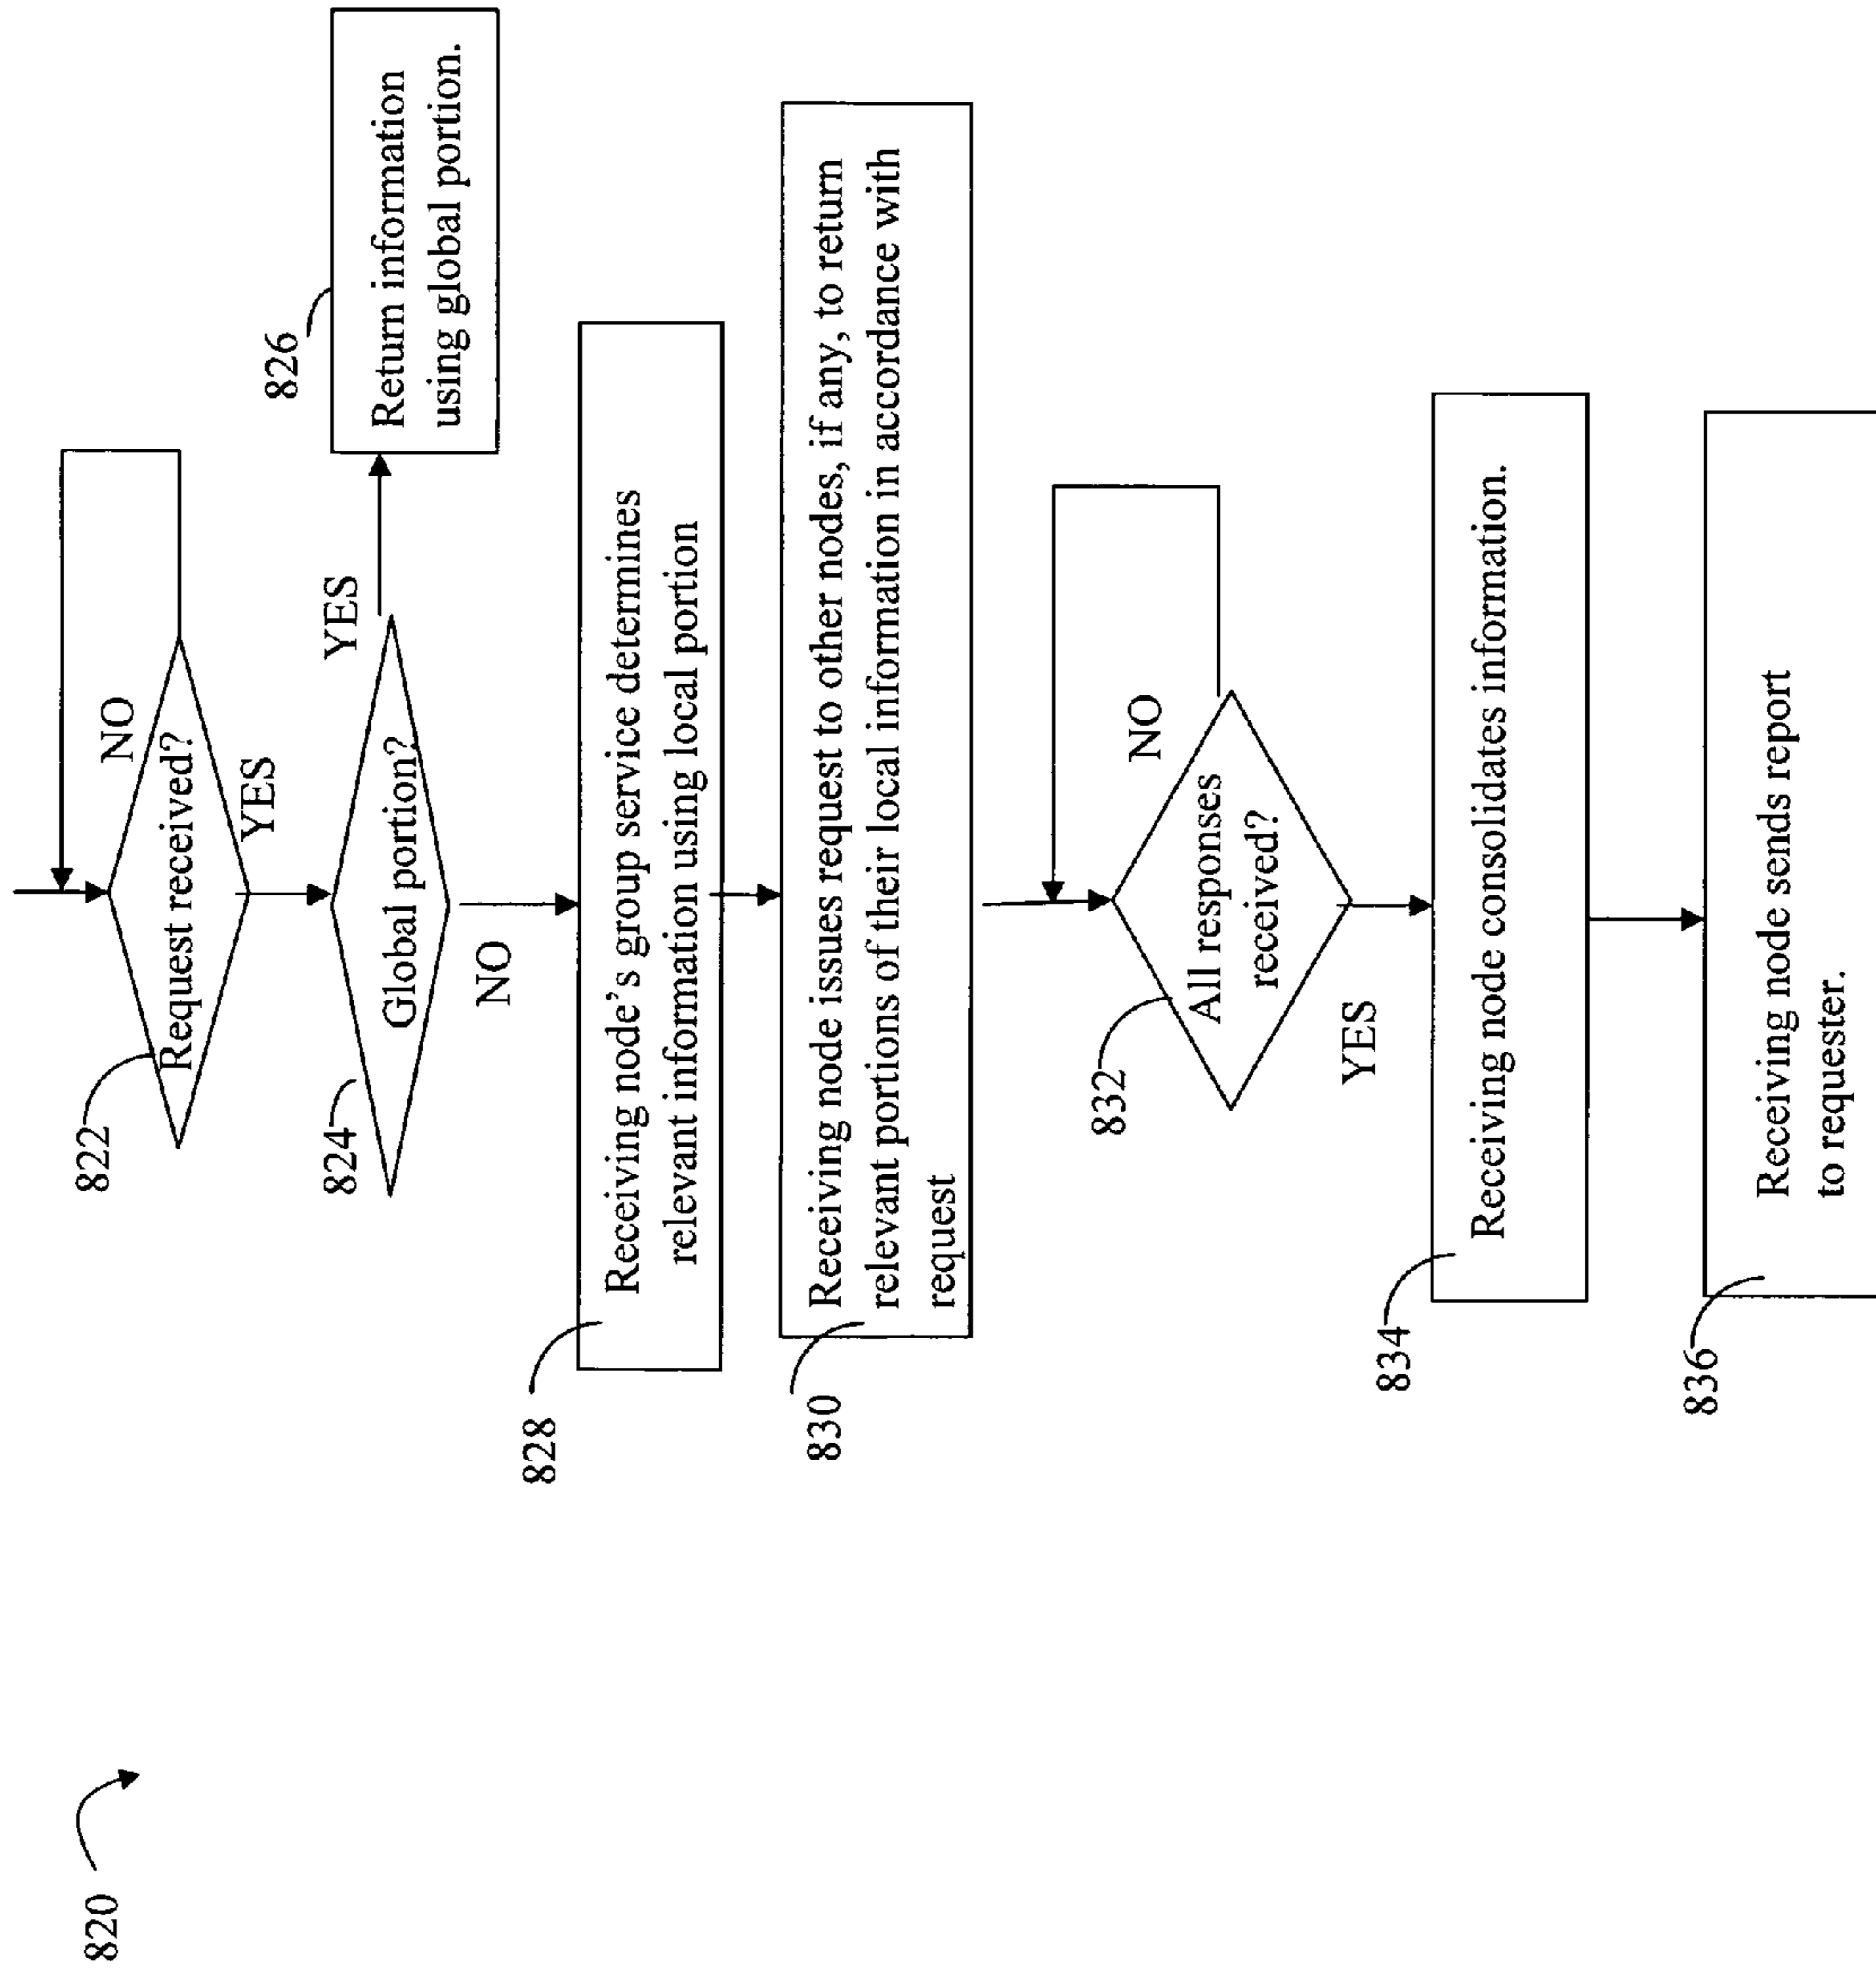 820
822
Request received?
NO
YES
824
Global portion?
YES
826
Return information
using global portion.
NO
828
Receiving node's group service determines
relevant information using local portion
830
Receiving node issues request to other nodes, if any, to return
relevant portions of their local information in accordance with
request
832
All responses
received?
NO
YES
834
Receiving node consolidates information.
836
Receiving node sends report
to requester.